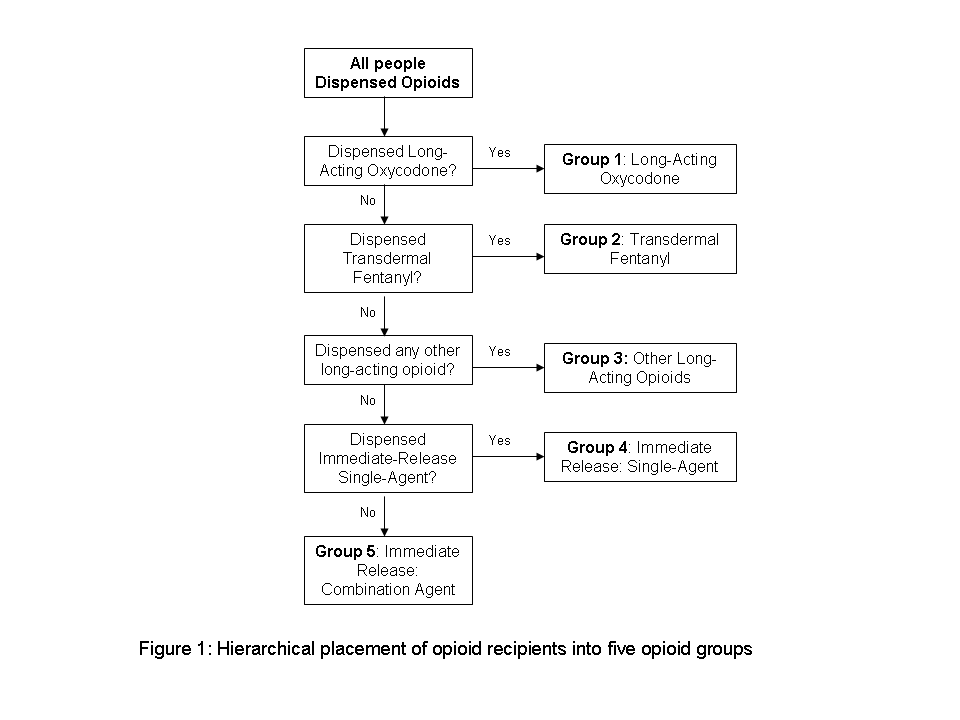 All people
Dispensed Opioids
Dispensed Long-
Acting Oxycodone?
Yes
Group 1: Long-Acting
Oxycodone
No
Dispensed
Transdermal
Fentanyl?
Yes
Group 2: Transdermal
Fentanyl
No
Dispensed any other
long-acting opioid?
Yes
Group 3: Other Long-
Acting Opioids
No
Dispensed
Immediate-Release
Single-Agent?
Yes
Group 4: Immediate
Release: Single-Agent
No
Group 5: Immediate
Release:
Combination Agent
Figure 1: Hierarchical placement of opioid recipients into five opioid groups